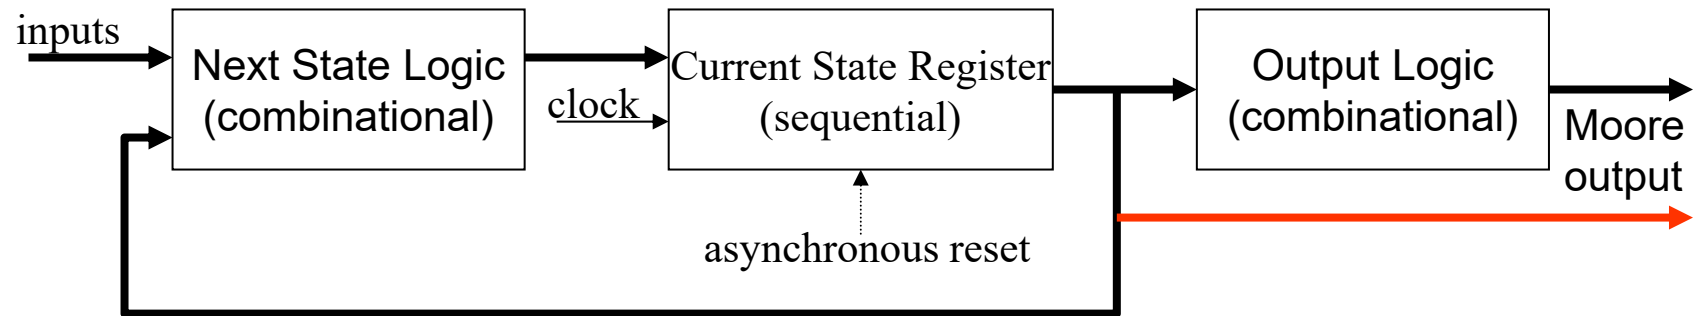 inputs
Next State Logic
(combinational)
clock
Current State Register
(sequential)
asynchronous reset
Output Logic
(combinational)
Moore
output